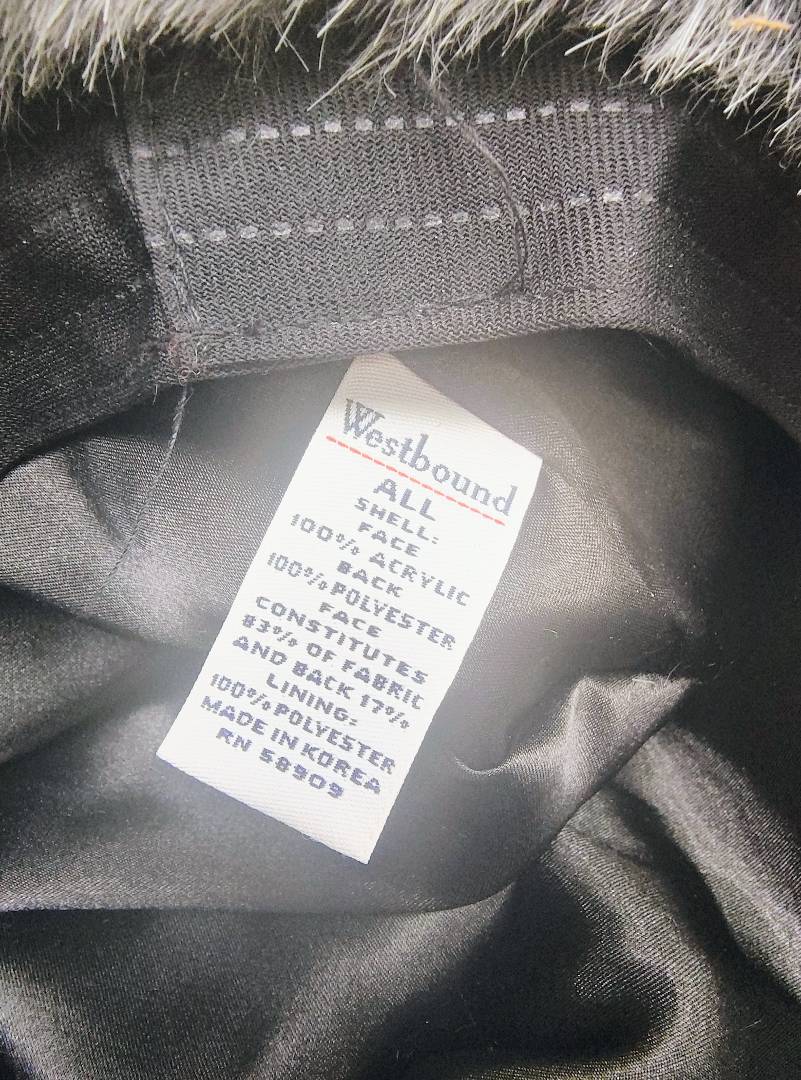 Westbound
ALL
SHELL:
FACE
100% ACRYLIC
BACK
100% POLYESTER
FACE
CONSTITUTES
83% OF FABRIC
AND BACK 17%
LINING:
100% POLYESTER
MADE IN KOREA
RN 58909